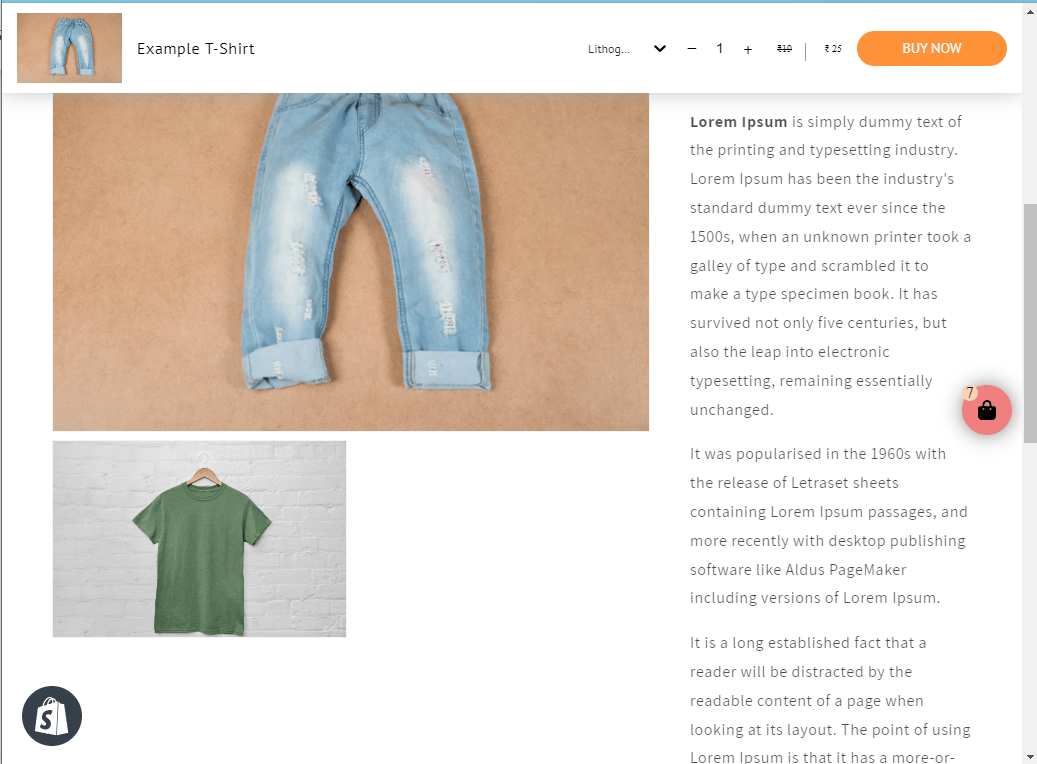 Example T-Shirt
Lithog...
− 1 +
₹19
₹ 25
BUY NOW
Lorem Ipsum is simply dummy text of
the printing and typesetting industry.
Lorem Ipsum has been the industry's
standard dummy text ever since the
1500s, when an unknown printer took a
galley of type and scrambled it to
make a type specimen book. It has
survived not only five centuries, but
also the leap into electronic
typesetting, remaining essentially
unchanged.
7
It was popularised in the 1960s with
the release of Letraset sheets
containing Lorem Ipsum passages, and
more recently with desktop publishing
software like Aldus PageMaker
including versions of Lorem Ipsum.
It is a long established fact that a
reader will be distracted by the
readable content of a page when
looking at its layout. The point of using
Lorem Ipsum is that it has a more-or-
S